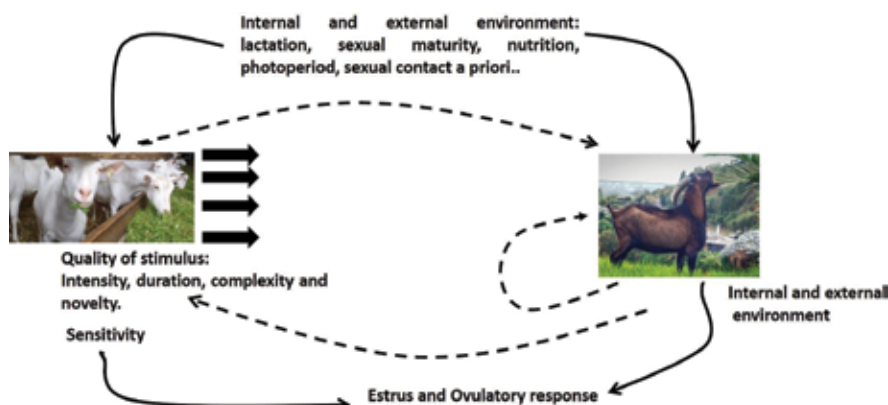 Internal and external environment:
lactation, sexual maturity, nutrition,
photoperiod, sexual contact a priori..
Quality of stimulus:
Intensity, duration, complexity and
novelty.
Sensitivity
Internal and external
environment
Estrus and Ovulatory response